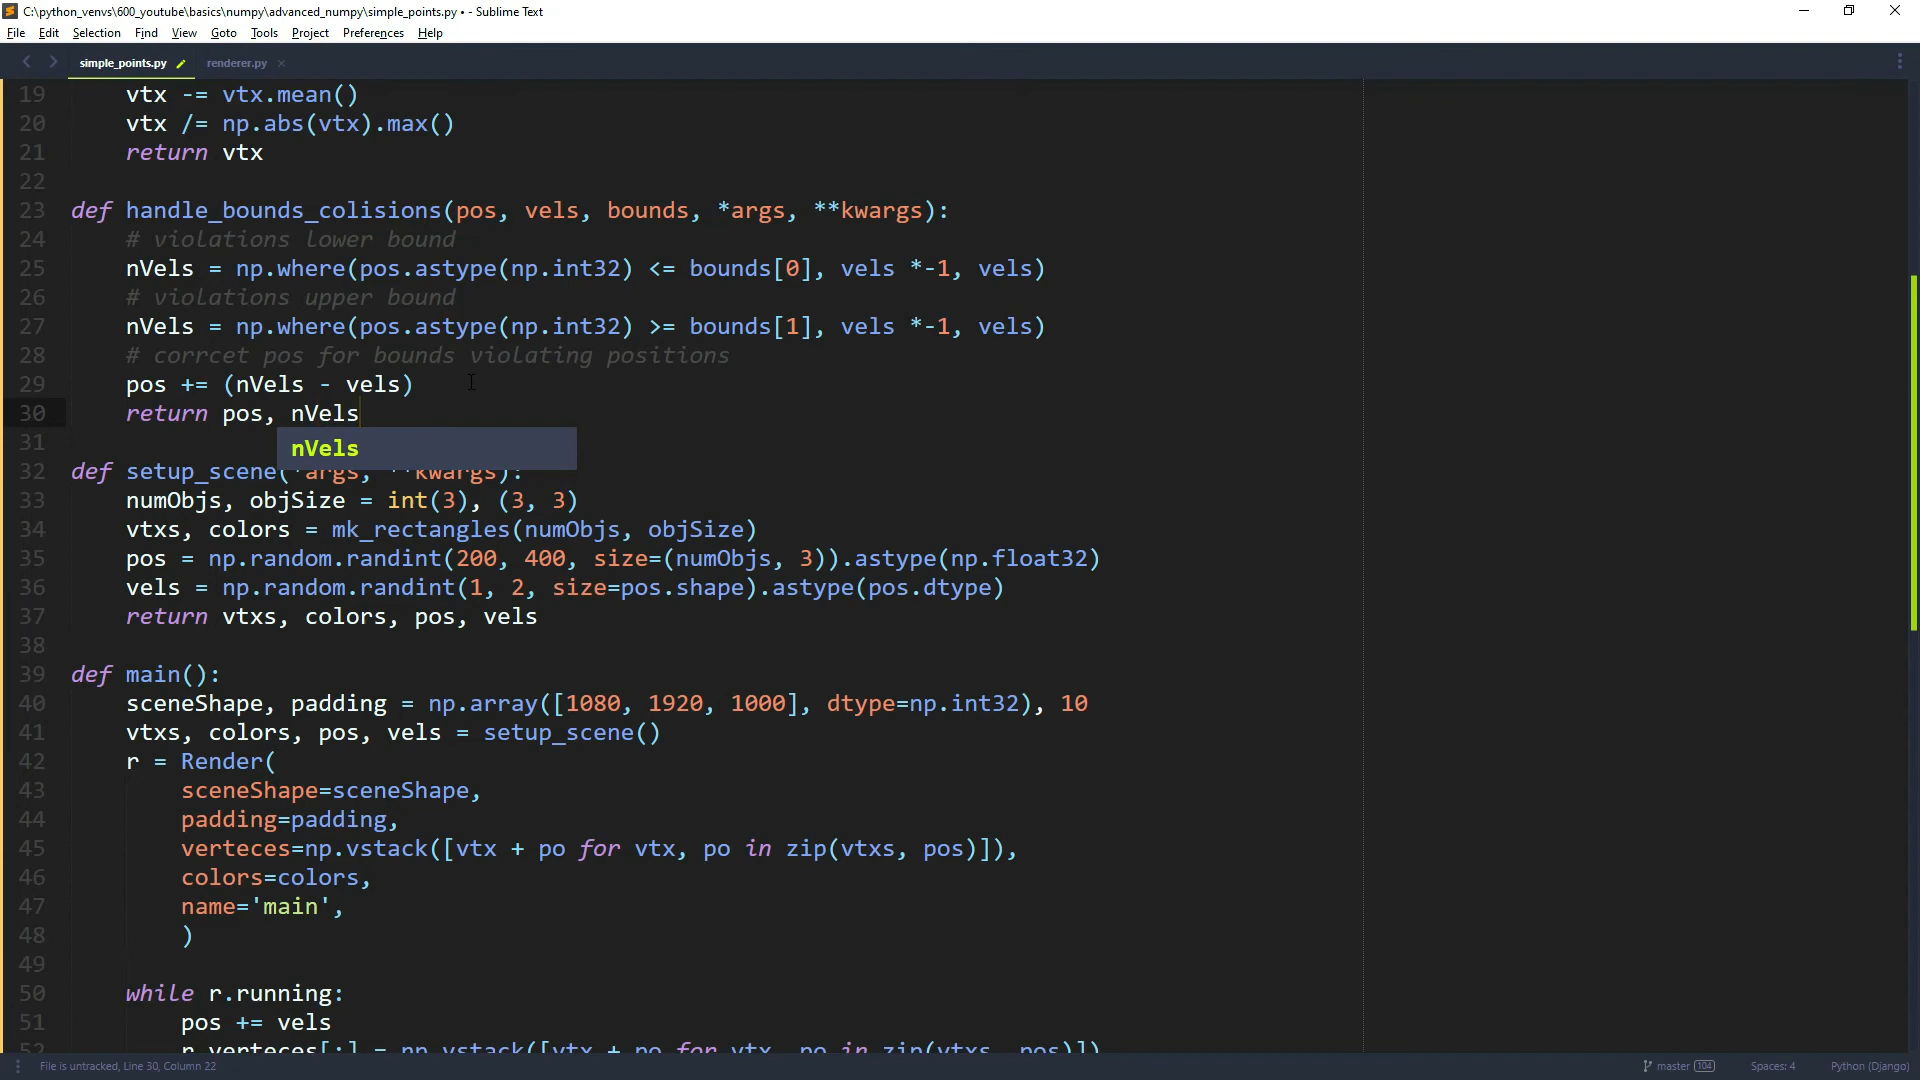 C:\python_venvs\600_youtube\basics\numpy\advanced_numpy\simple_points.py • - Sublime Text
File Edit Selection Find View Goto Tools Project Preferences Help
simple_points.py renderer.py
19 vtx -= vtx.mean()
20 vtx /= np.abs(vtx).max()
21 return vtx
22
23 def handle_bounds_colisions(pos, vels, bounds, *args, **kwargs):
24 # violations lower bound
25 nVels = np.where(pos.astype(np.int32) <= bounds[0], vels *-1, vels)
26 # violations upper bound
27 nVels = np.where(pos.astype(np.int32) >= bounds[1], vels *-1, vels)
28 # corrcet pos for bounds violating positions
29 pos += (nVels - vels)
30 return pos, nVels
31 nVels
32 def setup_scene(*args, **kwargs):
33 numObjs, objSize = int(3), (3, 3)
34 vtxs, colors = mk_rectangles(numObjs, objSize)
35 pos = np.random.randint(200, 400, size=(numObjs, 3)).astype(np.float32)
36 vels = np.random.randint(1, 2, size=pos.shape).astype(pos.dtype)
37 return vtxs, colors, pos, vels
38
39 def main():
40 sceneShape, padding = np.array([1080, 1920, 1000], dtype=np.int32), 10
41 vtxs, colors, pos, vels = setup_scene()
42 r = Render(
43 sceneShape=sceneShape,
44 padding=padding,
45 verteces=np.vstack([vtx + po for vtx, po in zip(vtxs, pos)]),
46 colors=colors,
47 name='main',
48 )
49
50 while r.running:
51 pos += vels
52 r.verteces[:] = np.vstack([vtx + po for vtx, po in zip(vtxs, pos)])
File is untracked, Line 30, Column 22 master 104 Spaces: 4 Python (Django)